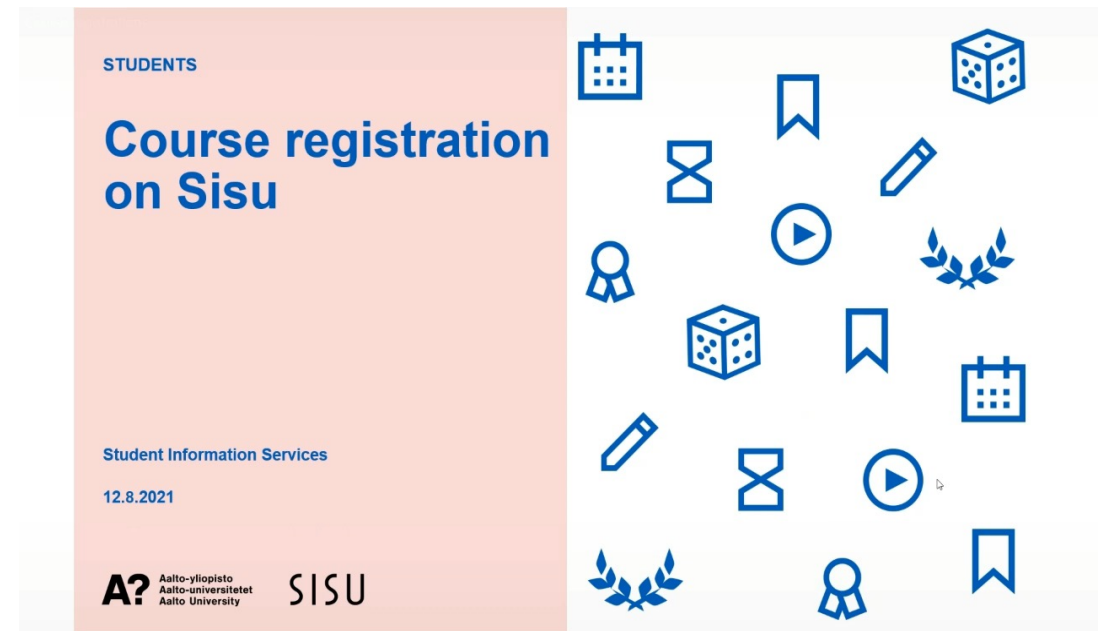 STUDENTS
Course registration
on Sisu
Student Information Services
12.8.2021
A?
Aalto-yliopisto
Aalto-universitetet
Aalto University
SISU